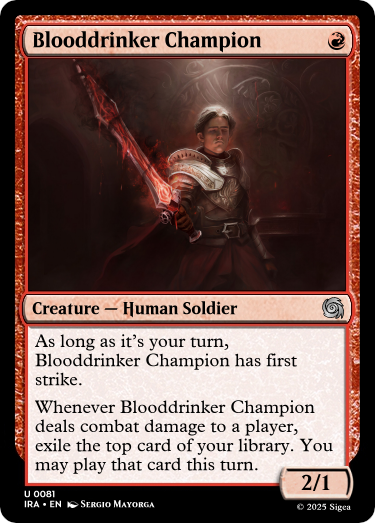 Blooddrinker Champion
Creature — Human Soldier
As long as it's your turn,
Blooddrinker Champion has first
strike.
Whenever Blooddrinker Champion
deals combat damage to a player,
exile the top card of your library. You
may play that card this turn.
2/1
U 0081
IRA • EN Sergio Mayorga
© 2025 Sigea